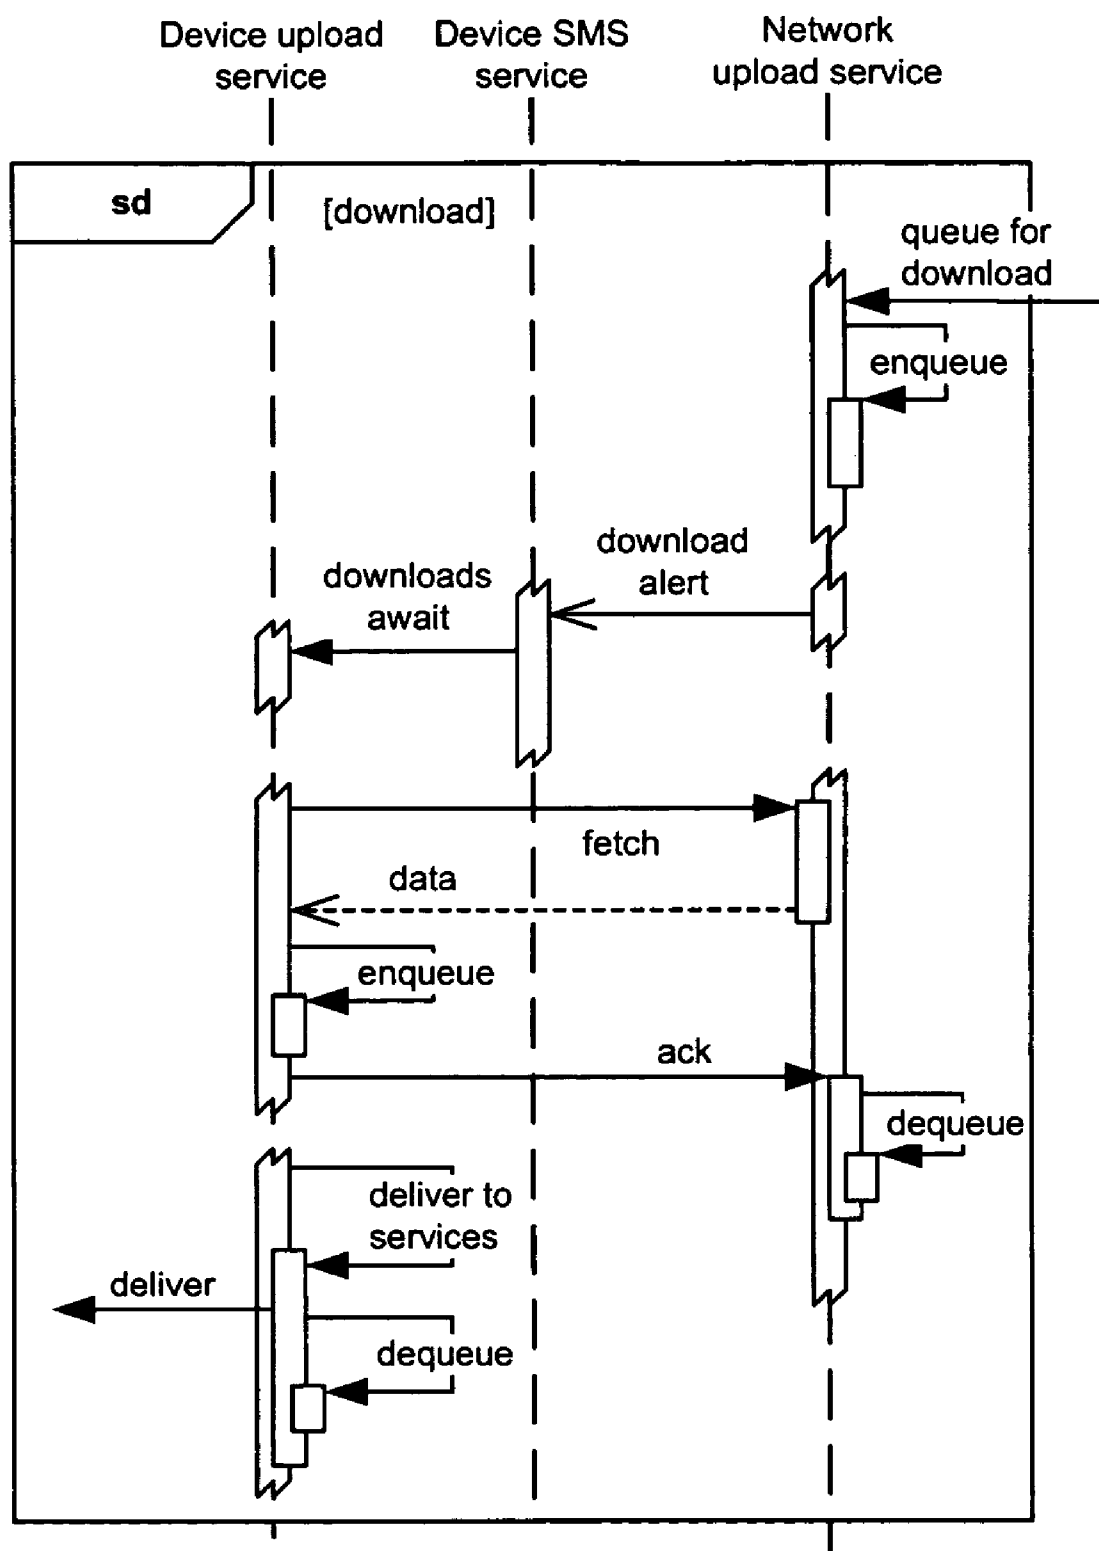 Device upload
service
Device SMS
service
Network
upload service
sd
[download]
queue for
download
enqueue
download
alert
downloads
await
fetch
data
enqueue
ack
dequeue
deliver to
services
deliver
dequeue